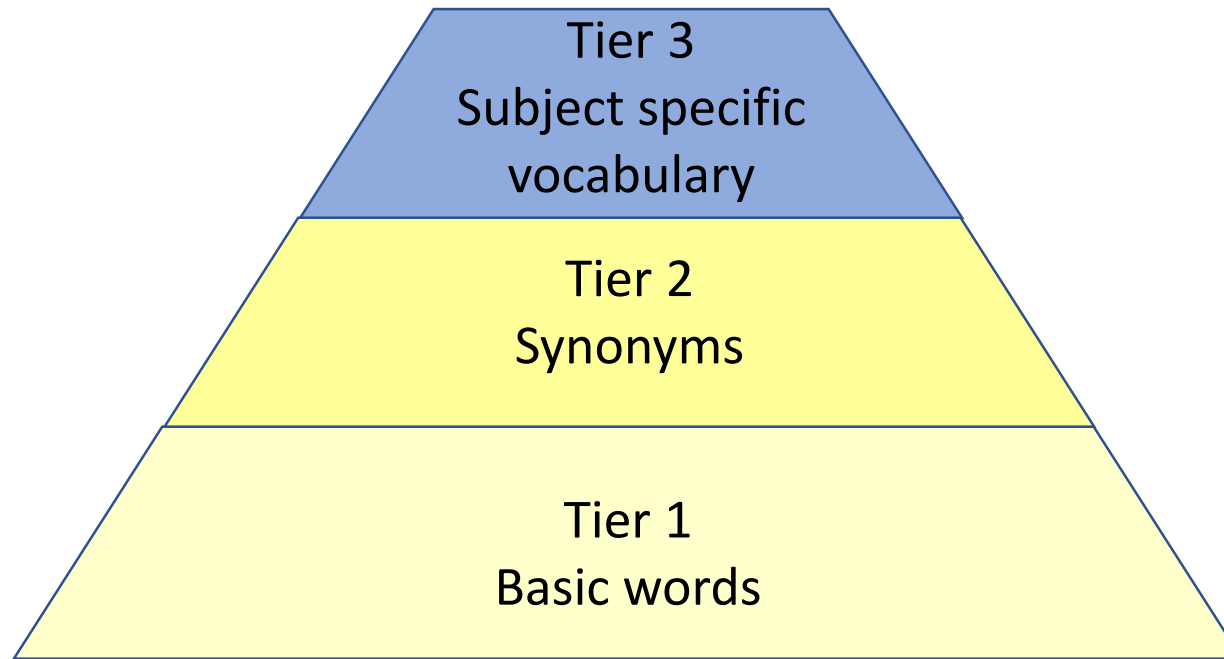 Tier 3
Subject specific
vocabulary
Tier 2
Synonyms
Tier 1
Basic words